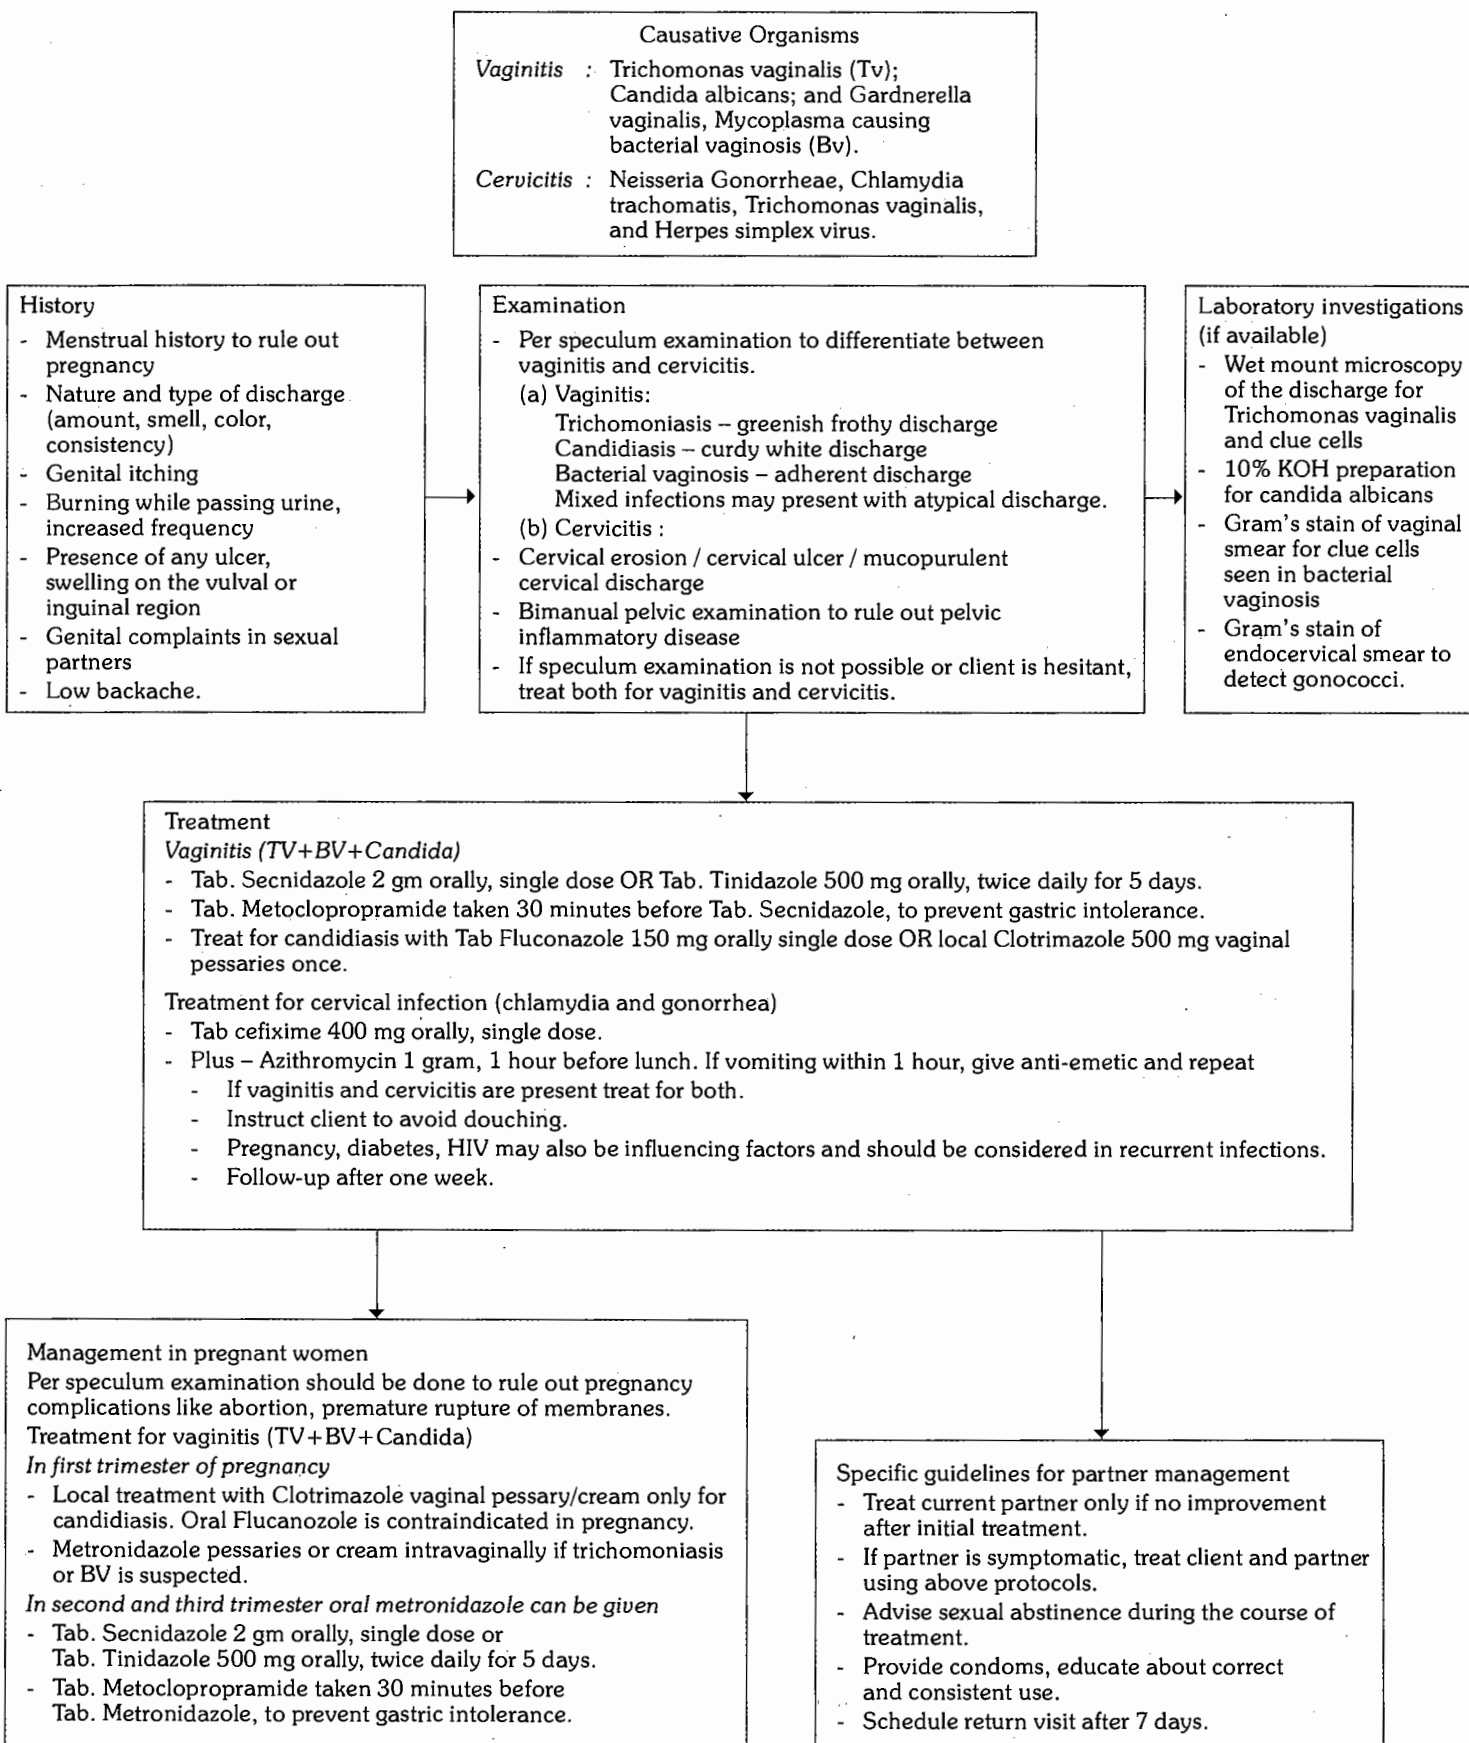 Causative Organisms
Vaginitis : Trichomonas vaginalis (Tv);
Candida albicans; and Gardnerella
vaginalis, Mycoplasma causing
bacterial vaginosis (Bv).
Cervicitis : Neisseria Gonorrheae, Chlamydia
trachomatis, Trichomonas vaginalis,
and Herpes simplex virus.
History
- Menstrual history to rule out
pregnancy
- Nature and type of discharge
(amount, smell, color,
consistency)
- Genital itching
- Burning while passing urine,
increased frequency
- Presence of any ulcer,
swelling on the vulval or
inguinal region
- Genital complaints in sexual
partners
- Low backache.
Examination
- Per speculum examination to differentiate between
vaginitis and cervicitis.
(a) Vaginitis:
Trichomoniasis – greenish frothy discharge
Candidiasis – curdy white discharge
Bacterial vaginosis – adherent discharge
Mixed infections may present with atypical discharge.
(b) Cervicitis :
- Cervical erosion / cervical ulcer / mucopurulent
cervical discharge
- Bimanual pelvic examination to rule out pelvic
inflammatory disease
- If speculum examination is not possible or client is hesitant,
treat both for vaginitis and cervicitis.
Laboratory investigations
(if available)
- Wet mount microscopy
of the discharge for
Trichomonas vaginalis
and clue cells
- 10% KOH preparation
for candida albicans
- Gram's stain of vaginal
smear for clue cells
seen in bacterial
vaginosis
- Gram's stain of
endocervical smear to
detect gonococci.
Treatment
Vaginitis (TV+BV+Candida)
- Tab. Secnidazole 2 gm orally, single dose OR Tab. Tinidazole 500 mg orally, twice daily for 5 days.
- Tab. Metoclopropramide taken 30 minutes before Tab. Secnidazole, to prevent gastric intolerance.
- Treat for candidiasis with Tab Fluconazole 150 mg orally single dose OR local Clotrimazole 500 mg vaginal
pessaries once.
Treatment for cervical infection (chlamydia and gonorrhea)
- Tab cefixime 400 mg orally, single dose.
- Plus – Azithromycin 1 gram, 1 hour before lunch. If vomiting within 1 hour, give anti-emetic and repeat
- If vaginitis and cervicitis are present treat for both.
- Instruct client to avoid douching.
- Pregnancy, diabetes, HIV may also be influencing factors and should be considered in recurrent infections.
- Follow-up after one week.
Management in pregnant women
Per speculum examination should be done to rule out pregnancy
complications like abortion, premature rupture of membranes.
Treatment for vaginitis (TV+BV+Candida)
In first trimester of pregnancy
- Local treatment with Clotrimazole vaginal pessary/cream only for
candidiasis. Oral Flucanozole is contraindicated in pregnancy.
- Metronidazole pessaries or cream intravaginally if trichomoniasis
or BV is suspected.
In second and third trimester oral metronidazole can be given
- Tab. Secnidazole 2 gm orally, single dose or
Tab. Tinidazole 500 mg orally, twice daily for 5 days.
- Tab. Metoclopropramide taken 30 minutes before
Tab. Metronidazole, to prevent gastric intolerance.
Specific guidelines for partner management
- Treat current partner only if no improvement
after initial treatment.
- If partner is symptomatic, treat client and partner
using above protocols.
- Advise sexual abstinence during the course of
treatment.
- Provide condoms, educate about correct
and consistent use.
- Schedule return visit after 7 days.